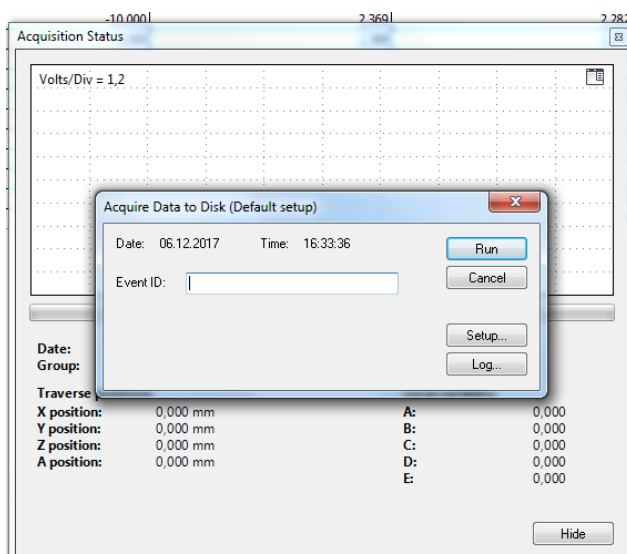 -10.000 2.369 2.282
Acquisition Status
Volts/Div = 1,2
Acquire Data to Disk (Default setup)
Date: 06.12.2017 Time: 16:33:36 Run
Event ID: Cancel
Setup...
Log...
Date:
Group:
Traverse
X position: 0,000 mm A: 0,000
Y position: 0,000 mm B: 0,000
Z position: 0,000 mm C: 0,000
A position: 0,000 mm D: 0,000
E: 0,000
Hide